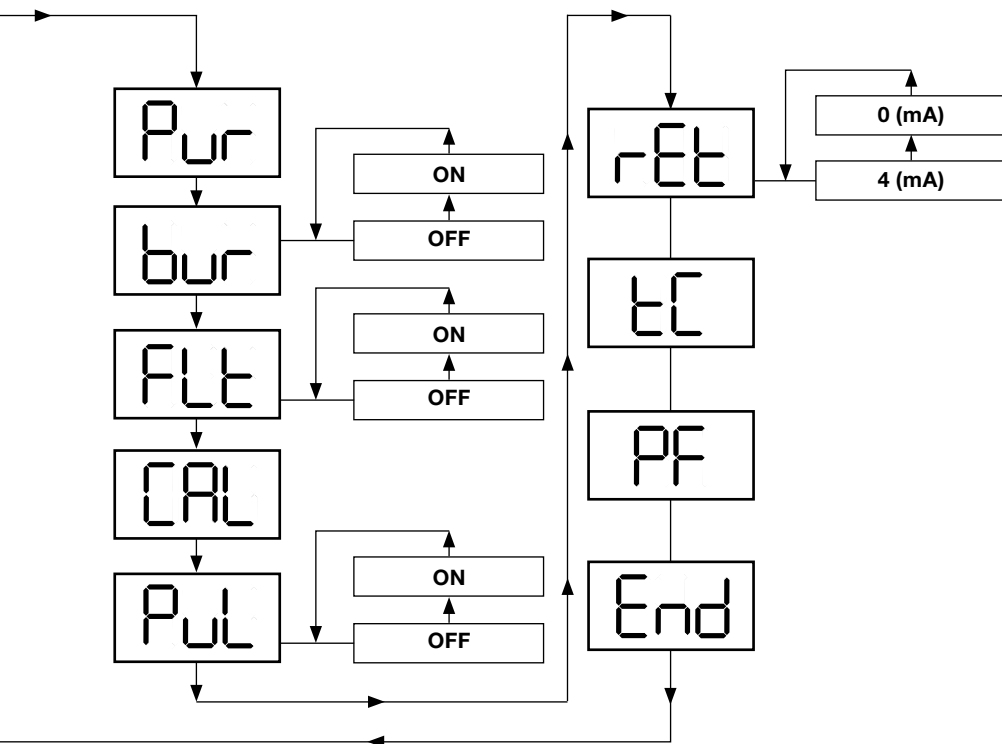 Pur
bur
ON
OFF
FLt
ON
OFF
CAL
PuL
ON
OFF
rEt
0 (mA)
4 (mA)
tC
PF
End